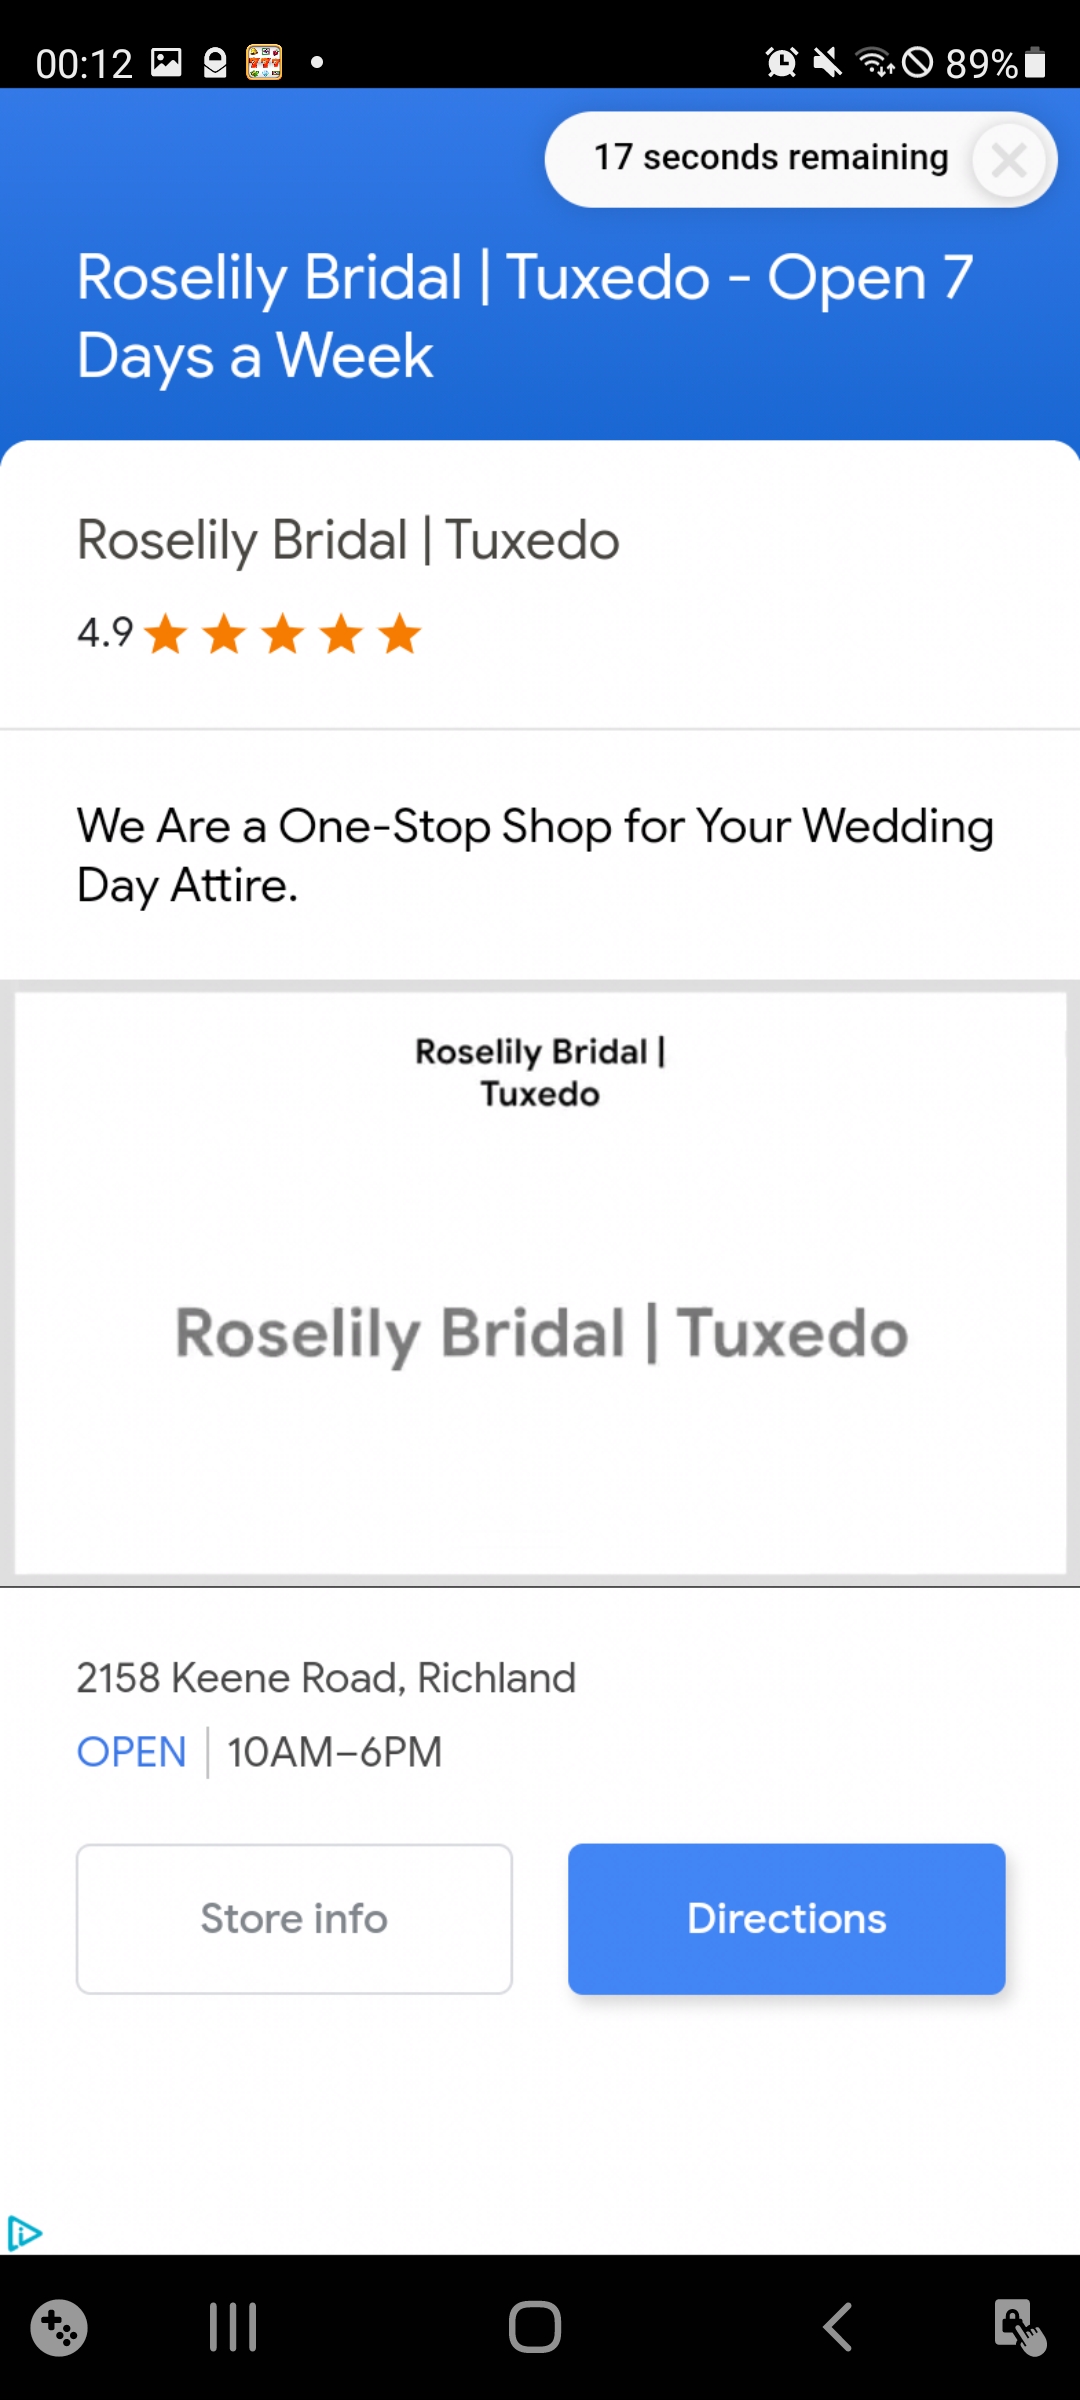 00:12
89%
17 seconds remaining
Roselily Bridal | Tuxedo - Open 7
Days a Week
Roselily Bridal | Tuxedo
4.9
We Are a One-Stop Shop for Your Wedding
Day Attire.
Roselily Bridal |
Tuxedo
Roselily Bridal | Tuxedo
2158 Keene Road, Richland
OPEN | 10AM–6PM
Store info
Directions